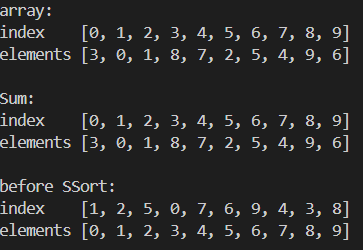 array:
index    [0, 1, 2, 3, 4, 5, 6, 7, 8, 9]
elements [3, 0, 1, 8, 7, 2, 5, 4, 9, 6]
Sum:
index    [0, 1, 2, 3, 4, 5, 6, 7, 8, 9]
elements [3, 0, 1, 8, 7, 2, 5, 4, 9, 6]
before SSort:
index    [1, 2, 5, 0, 7, 6, 9, 4, 3, 8]
elements [0, 1, 2, 3, 4, 5, 6, 7, 8, 9]